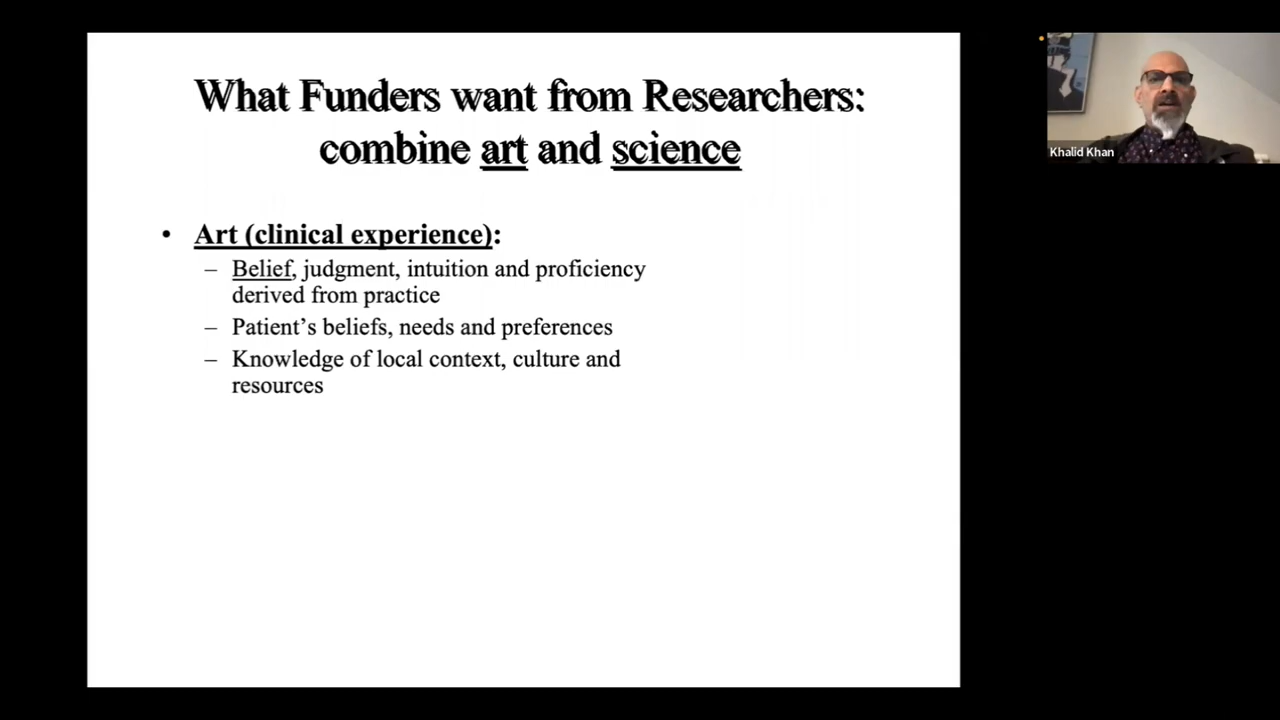 What Funders want from Researchers:
combine art and science
• Art (clinical experience):
– Belief, judgment, intuition and proficiency
derived from practice
– Patient’s beliefs, needs and preferences
– Knowledge of local context, culture and
resources
Khalid Khan